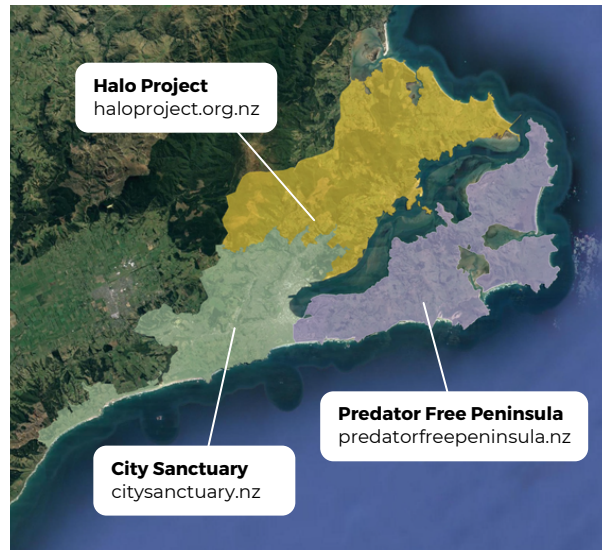 Halo Project
haloproject.org.nz
Predator Free Peninsula
predatorfreepeninsula.nz
City Sanctuary
citysanctuary.nz